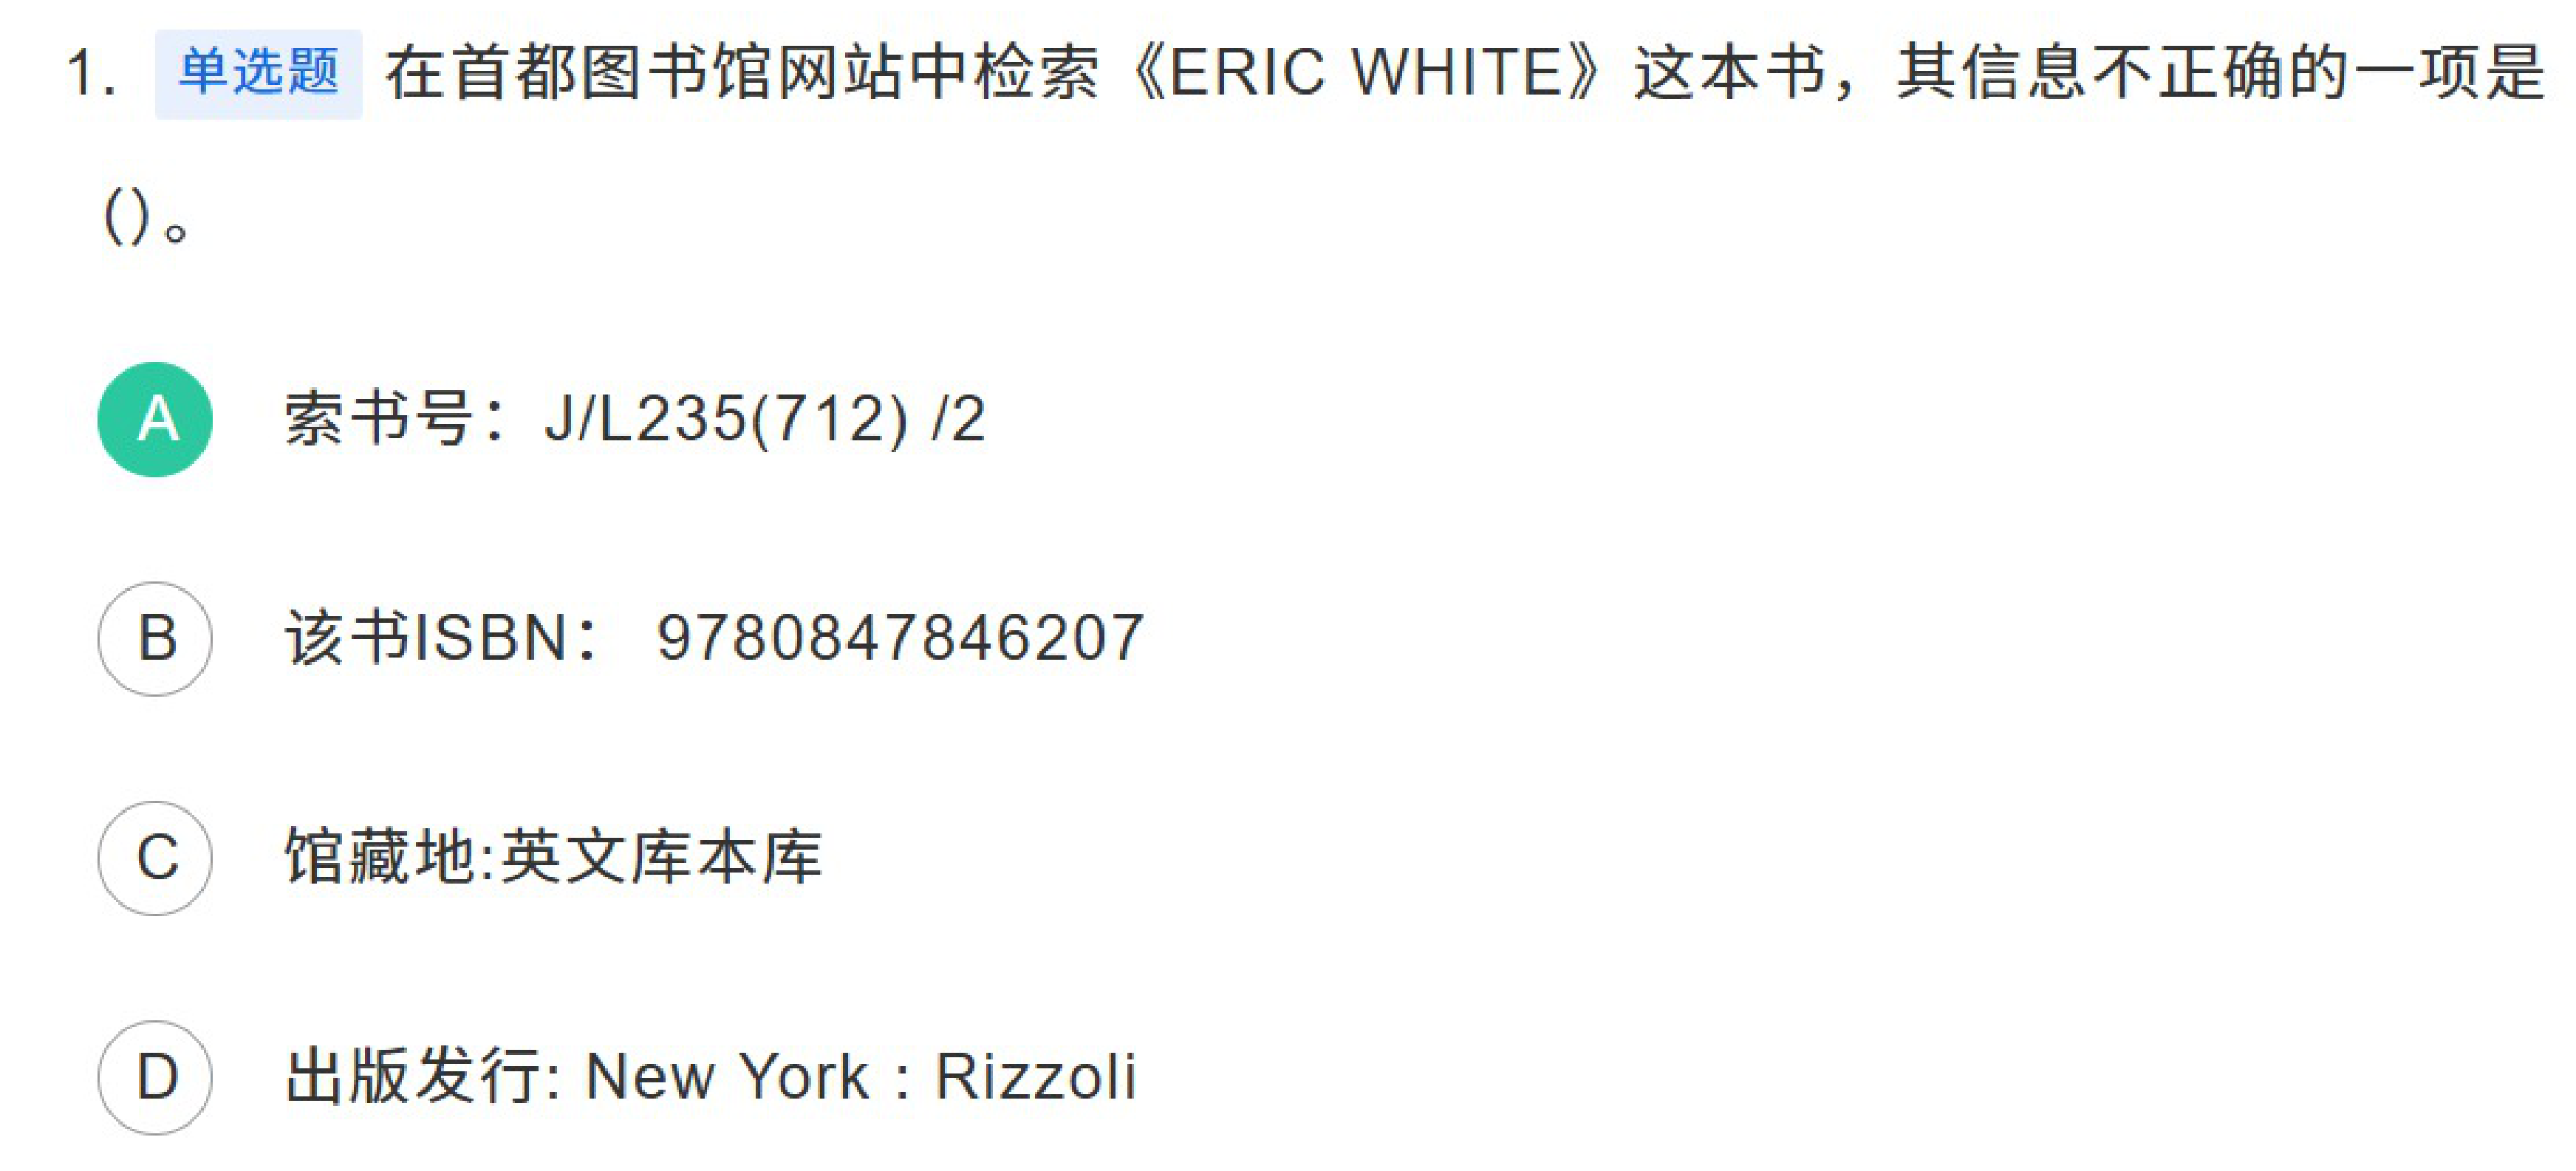 1. 单选题 在首都图书馆网站中检索《ERIC WHITE》这本书，其信息不正确的一项是
()。
A 索书号：J/L235(712) /2
B 该书ISBN： 9780847846207
C 馆藏地:英文库本库
D 出版发行: New York : Rizzoli